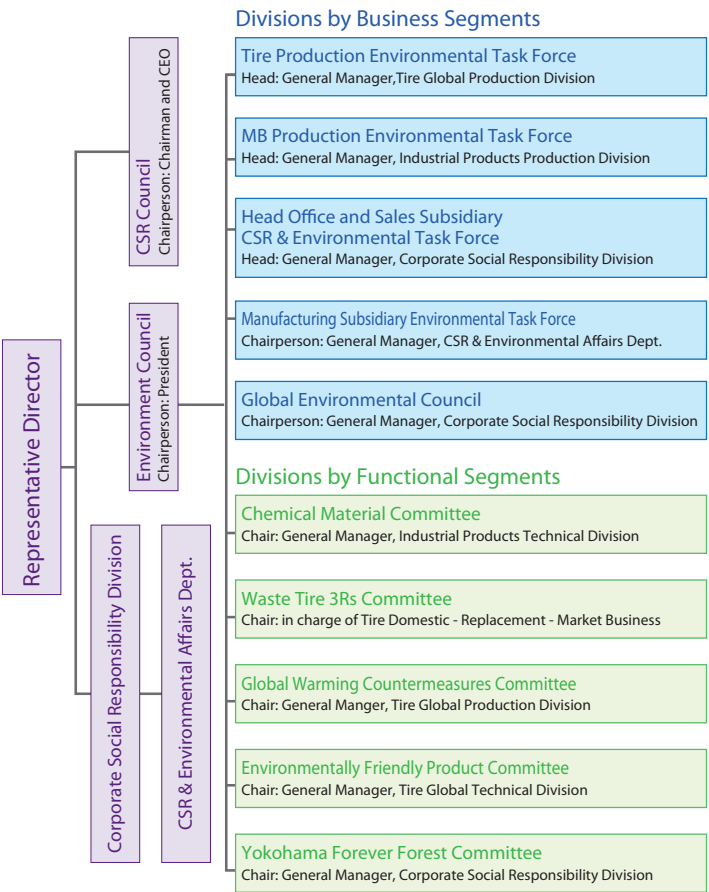 Representative Director
CSR Council
Chairperson: Chairman and CEO
Environment Council
Chairperson: President
Corporate Social Responsibility Division
CSR & Environmental Affairs Dept.
Divisions by Business Segments
Tire Production Environmental Task Force
Head: General Manager,Tire Global Production Division
MB Production Environmental Task Force
Head: General Manager, Industrial Products Production Division
Head Office and Sales Subsidiary
CSR & Environmental Task Force
Head: General Manager, Corporate Social Responsibility Division
Manufacturing Subsidiary Environmental Task Force
Chairperson: General Manager, CSR & Environmental Affairs Dept.
Global Environmental Council
Chairperson: General Manager, Corporate Social Responsibility Division
Divisions by Functional Segments
Chemical Material Committee
Chair: General Manager, Industrial Products Technical Division
Waste Tire 3Rs Committee
Chair: in charge of Tire Domestic - Replacement - Market Business
Global Warming Countermeasures Committee
Chair: General Manger, Tire Global Production Division
Environmentally Friendly Product Committee
Chair: General Manager, Tire Global Technical Division
Yokohama Forever Forest Committee
Chair: General Manager, Corporate Social Responsibility Division